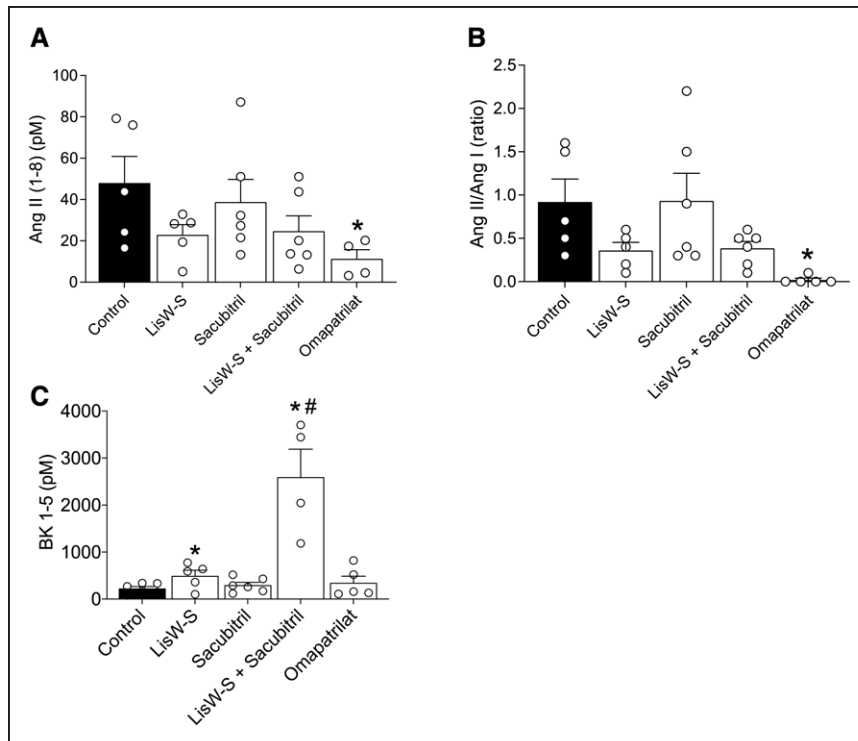 A
Ang II (1-8) (pM)
100
80
60
40
20
0
*
Control
LisW-S
Sacubitril
LisW-S + Sacubitril
Omapatrilat
B
Ang II/Ang I (ratio)
2.5
2.0
1.5
1.0
0.5
0.0
*
Control
LisW-S
Sacubitril
LisW-S + Sacubitril
Omapatrilat
C
BK 1-5 (pM)
4000
3000
2000
1000
0
*
* #
Control
LisW-S
Sacubitril
LisW-S + Sacubitril
Omapatrilat